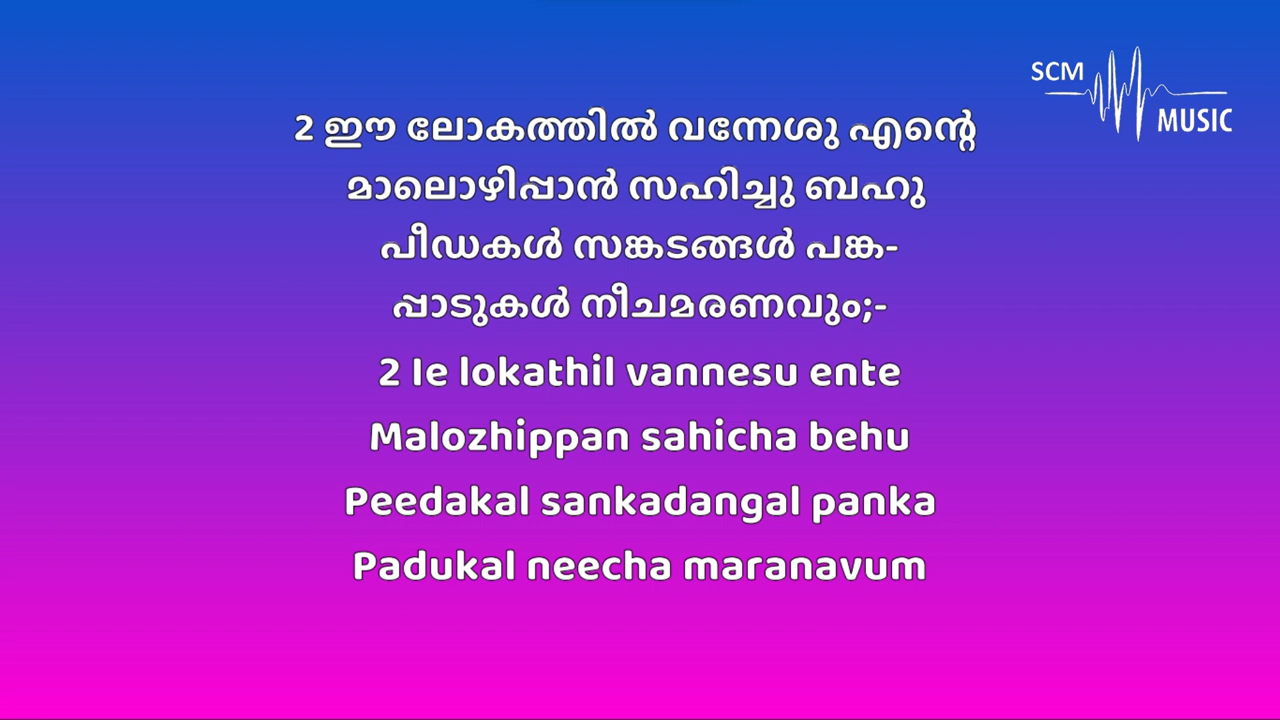 SCM
MUSIC
2 ഈ ലോകത്തിൽ വന്നേശു എന്റെ
മാലൊഴിപ്പാൻ സഹിച്ചു ബഹു
പീഡകൾ സങ്കടങ്ങൾ പങ്ക-
പ്പാടുകൾ നീചമരണവും;-
2 Ie lokathil vannesu ente
Malozhippan sahicha behu
Peedakal sankadangal panka
Padukal neecha maranavum